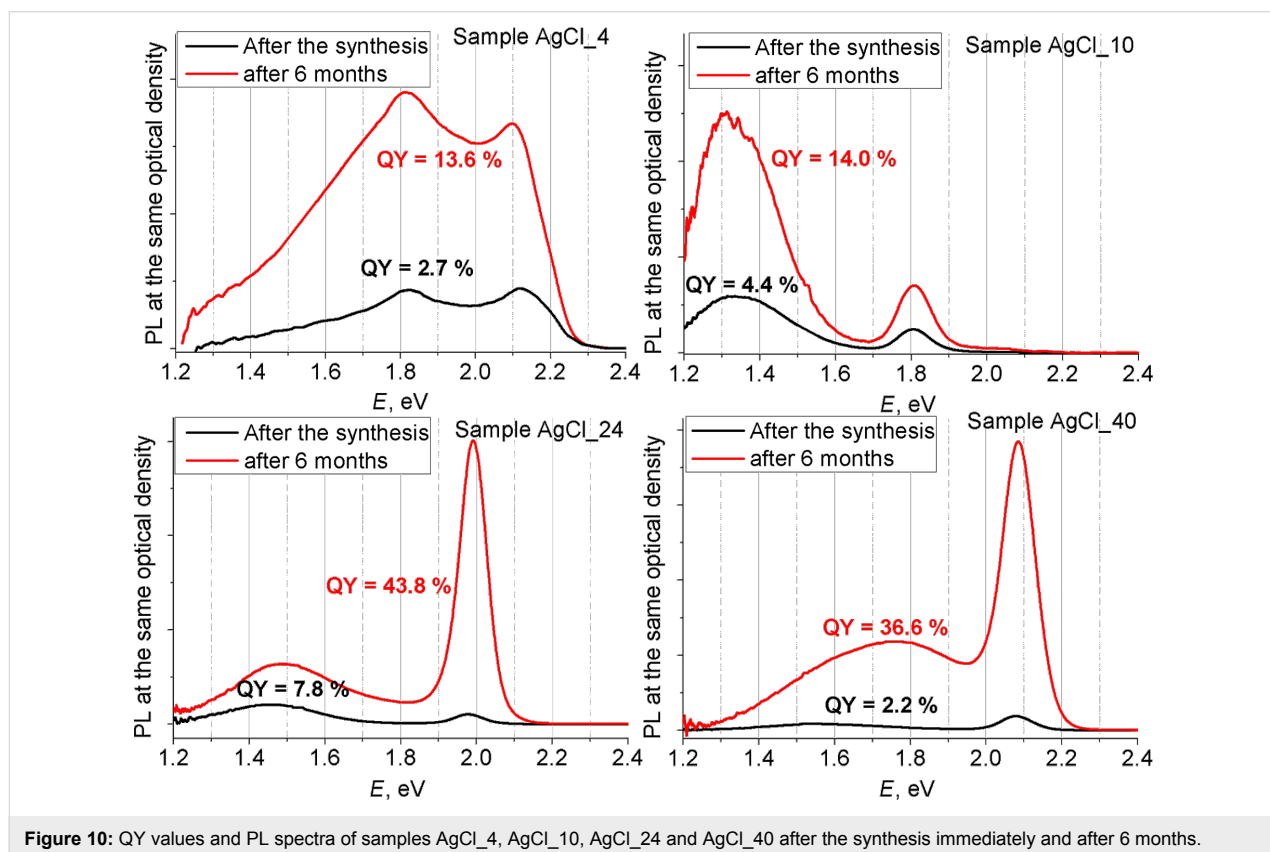 After the synthesis
after 6 months
Sample AgCl_4
QY = 13.6 %
QY = 2.7 %
PL at the same optical density
1.2 1.4 1.6 1.8 2.0 2.2 2.4
E, eV
After the synthesis
after 6 months
Sample AgCl_10
QY = 14.0 %
QY = 4.4 %
PL at the same optical density
1.2 1.4 1.6 1.8 2.0 2.2 2.4
E, eV
After the synthesis
after 6 months
Sample AgCl_24
QY = 43.8 %
QY = 7.8 %
PL at the same optical density
1.2 1.4 1.6 1.8 2.0 2.2 2.4
E, eV
After the synthesis
after 6 months
Sample AgCl_40
QY = 36.6 %
QY = 2.2 %
PL at the same optical density
1.2 1.4 1.6 1.8 2.0 2.2 2.4
E, eV
Figure 10: QY values and PL spectra of samples AgCl_4, AgCl_10, AgCl_24 and AgCl_40 after the synthesis immediately and after 6 months.